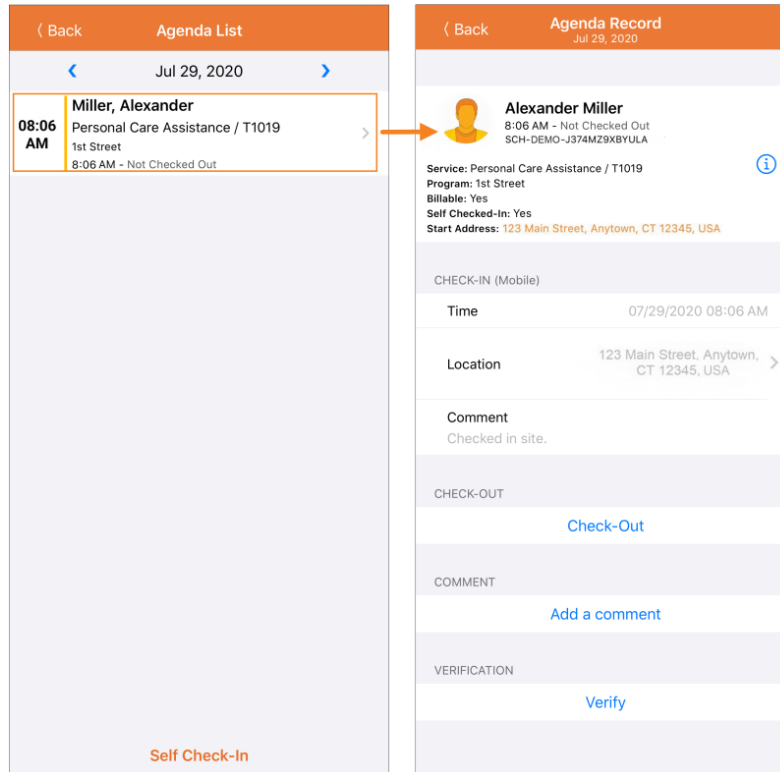 Back
Agenda List
Jul 29, 2020
08:06
AM
Miller, Alexander
Personal Care Assistance / T1019
1st Street
8:06 AM - Not Checked Out
Self Check-In
Back
Agenda Record
Jul 29, 2020
Alexander Miller
8:06 AM - Not Checked Out
SCH-DEMO-J374MZ9XBYULA
Service: Personal Care Assistance / T1019
Program: 1st Street
Billable: Yes
Self Checked-In: Yes
Start Address: 123 Main Street, Anytown, CT 12345, USA
CHECK-IN (Mobile)
Time 07/29/2020 08:06 AM
Location 123 Main Street, Anytown,
CT 12345, USA
Comment
Checked in site.
CHECK-OUT
Check-Out
COMMENT
Add a comment
VERIFICATION
Verify